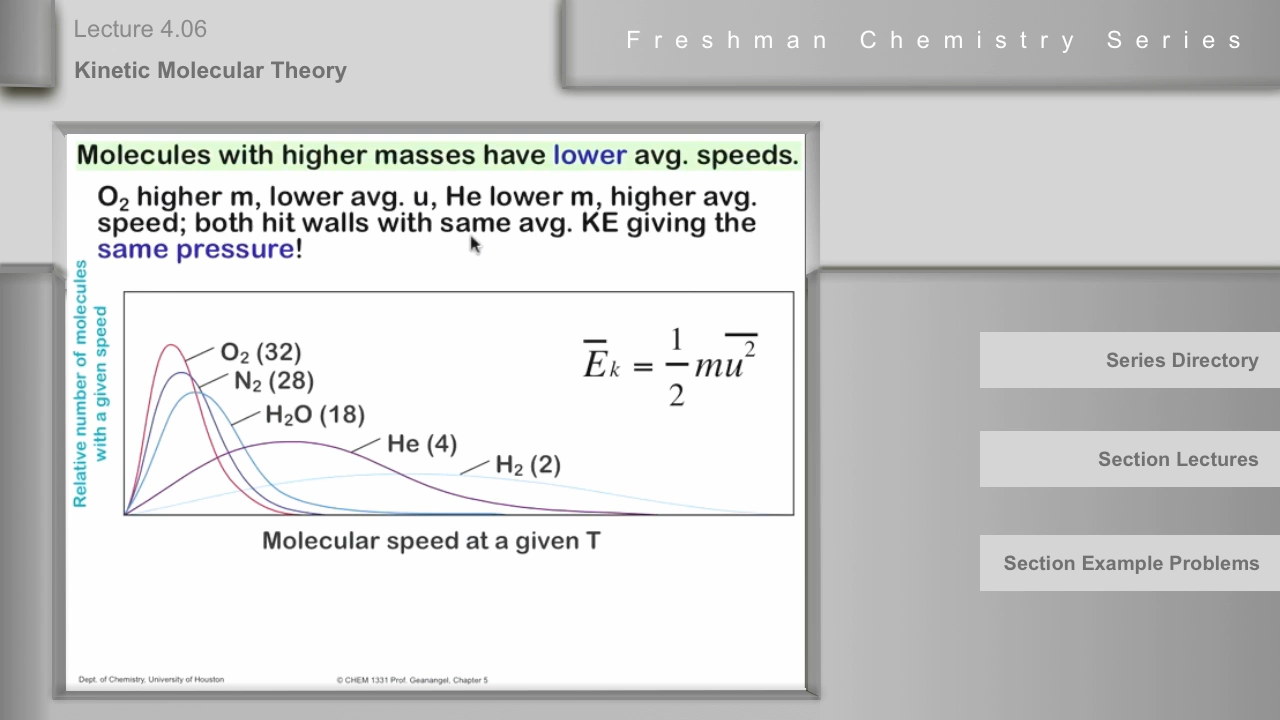 Lecture 4.06
Kinetic Molecular Theory
Freshman Chemistry Series
Molecules with higher masses have lower avg. speeds.
O₂ higher m, lower avg. u, He lower m, higher avg.
speed; both hit walls with same avg. KE giving the
same pressure!
Relative number of molecules
with a given speed
O₂ (32)
N₂ (28)
H₂O (18)
He (4)
H₂ (2)
E̅ₖ = 1/2 m u̅²
Molecular speed at a given T
Series Directory
Section Lectures
Section Example Problems
Dept. of Chemistry, University of Houston
© CHEM 1331 Prof. Geanangel, Chapter 5